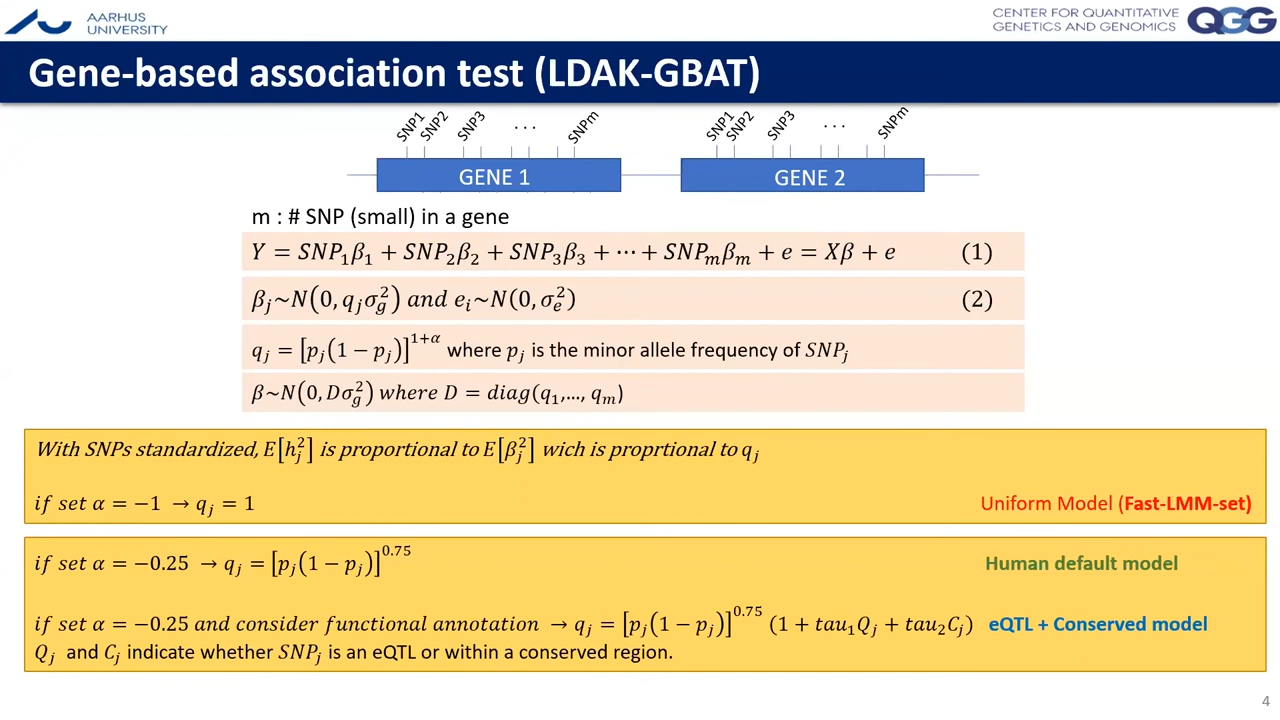 AARHUS
UNIVERSITY
CENTER FOR QUANTITATIVE
GENETICS AND GENOMICS
QGG
Gene-based association test (LDAK-GBAT)
SNP1 SNP2 SNP3 ... SNPm SNP1 SNP2 SNP3 ... SNPm
GENE 1 GENE 2
m : # SNP (small) in a gene
Y = SNP₁β₁ + SNP₂β₂ + SNP₃β₃ + ⋯ + SNPₘβₘ + e = Xβ + e (1)
βⱼ~N(0, qⱼσ_g²) and eᵢ~N(0, σₑ²) (2)
qⱼ = [pⱼ(1 − pⱼ)]^{1+α} where pⱼ is the minor allele frequency of SNPⱼ
β~N(0, Dσ_g²) where D = diag(q₁,..., qₘ)
With SNPs standardized, E[hⱼ²] is proportional to E[βⱼ²] wich is proprtional to qⱼ
if set α = −1 → qⱼ = 1 Uniform Model (Fast-LMM-set)
if set α = −0.25 → qⱼ = [pⱼ(1 − pⱼ)]^{0.75} Human default model
if set α = −0.25 and consider functional annotation → qⱼ = [pⱼ(1 − pⱼ)]^{0.75} (1 + tau₁Qⱼ + tau₂Cⱼ) eQTL + Conserved model
Qⱼ and Cⱼ indicate whether SNPⱼ is an eQTL or within a conserved region.
4